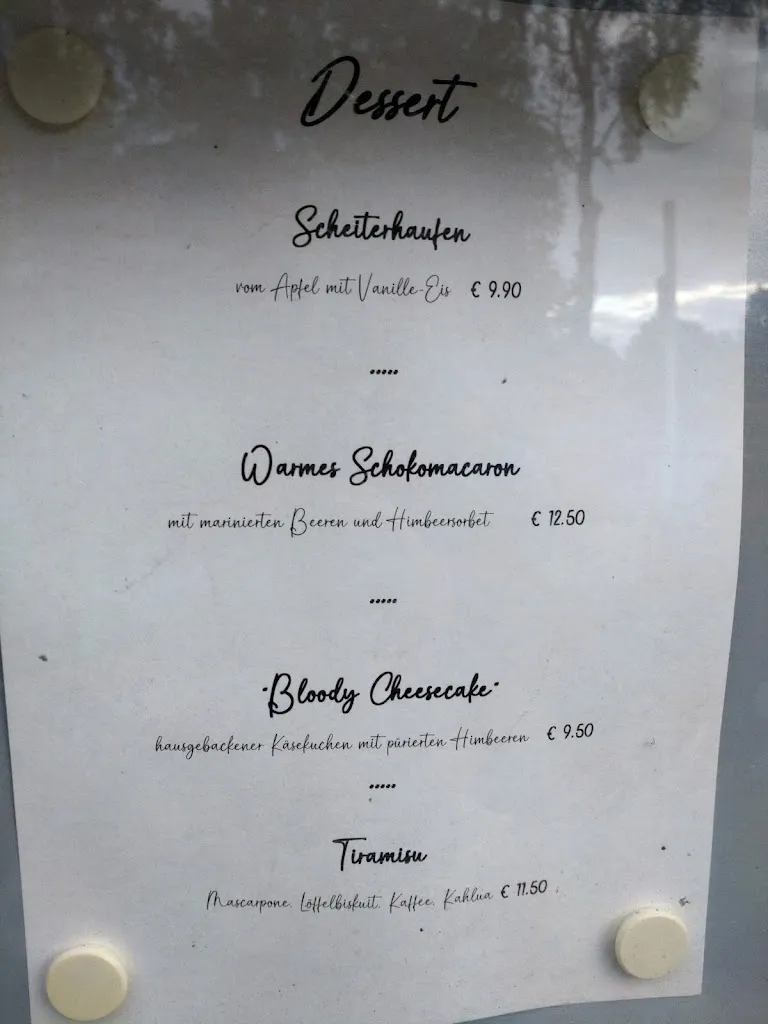 Dessert
Scheiterhaufen
vom Apfel mit Vanille-Eis € 9.90
•••••
Warmes Schokomacaron
mit marinierten Beeren und Himbeersorbet € 12.50
•••••
"Bloody Cheesecake"
hausgebackener Käsekuchen mit pürierten Himbeeren € 9.50
•••••
Tiramisu
Mascarpone, Löffelbiskuit, Kaffee, Kahlua € 11.50